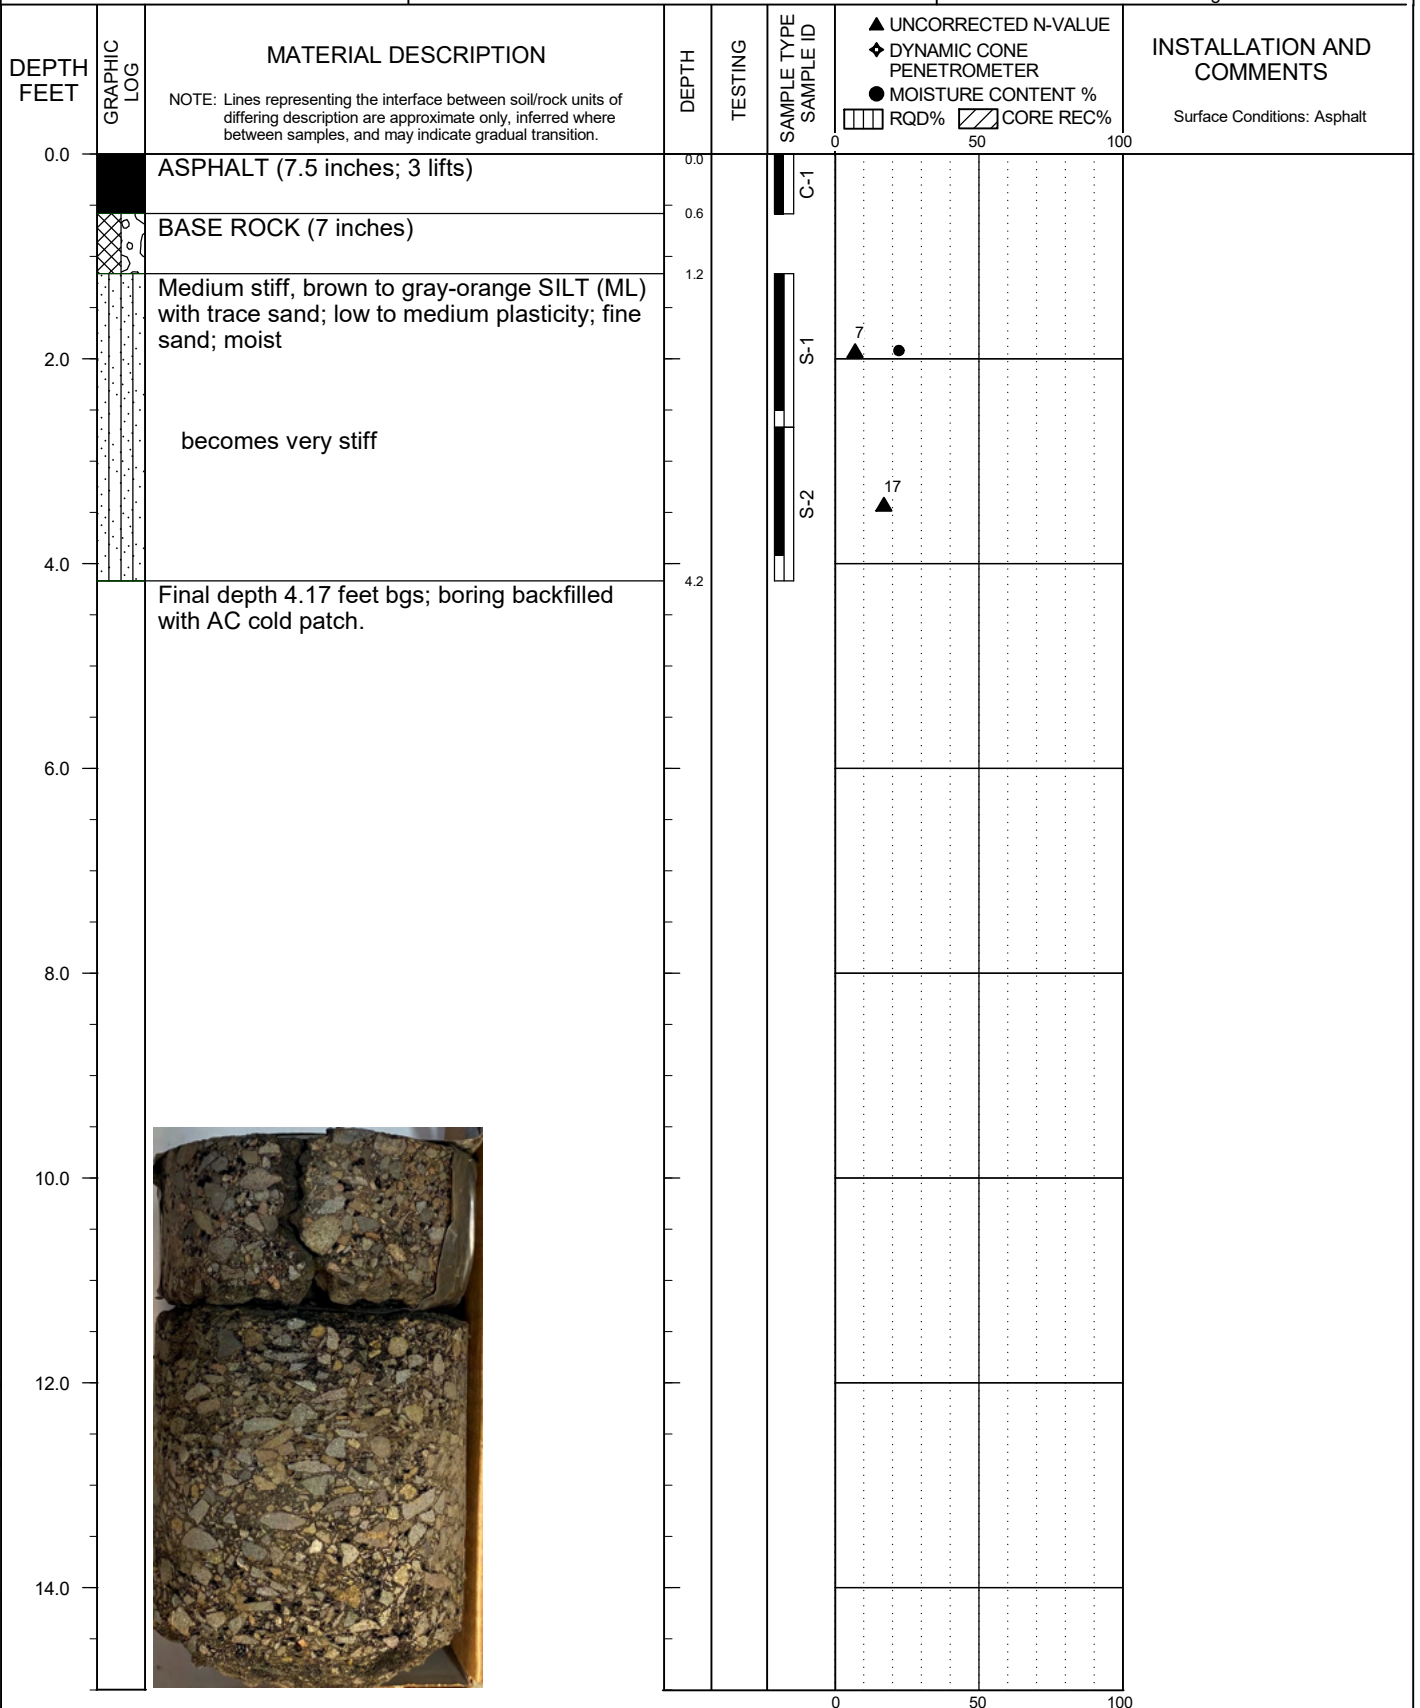 DEPTH
FEET
GRAPHIC
LOG
MATERIAL DESCRIPTION
NOTE: Lines representing the interface between soil/rock units of
differing description are approximate only, inferred where
between samples, and may indicate gradual transition.
DEPTH
TESTING
SAMPLE TYPE
SAMPLE ID
▲ UNCORRECTED N-VALUE
DYNAMIC CONE
PENETROMETER
● MOISTURE CONTENT %
RQD% CORE REC%
0 50 100
INSTALLATION AND
COMMENTS
Surface Conditions: Asphalt
0.0
ASPHALT (7.5 inches; 3 lifts)
0.0
C-1
0.6
BASE ROCK (7 inches)
1.2
Medium stiff, brown to gray-orange SILT (ML)
with trace sand; low to medium plasticity; fine
sand; moist
S-1
7
2.0
becomes very stiff
17
S-2
4.0
4.2
Final depth 4.17 feet bgs; boring backfilled
with AC cold patch.
6.0
8.0
10.0
12.0
14.0
0 50 100